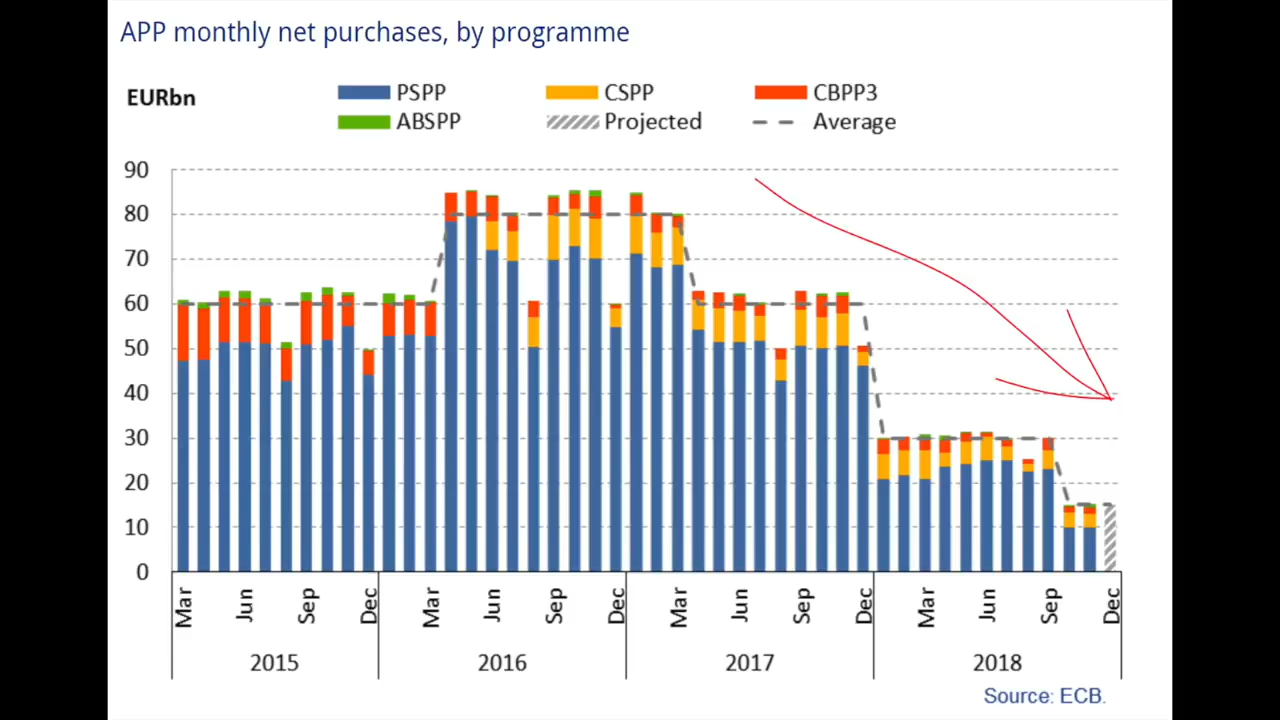 APP monthly net purchases, by programme
EURbn
PSPP CSPP CBPP3
ABSPP Projected Average
90
80
70
60
50
40
30
20
10
0
Mar Jun Sep Dec Mar Jun Sep Dec Mar Jun Sep Dec Mar Jun Sep Dec
2015 2016 2017 2018
Source: ECB.